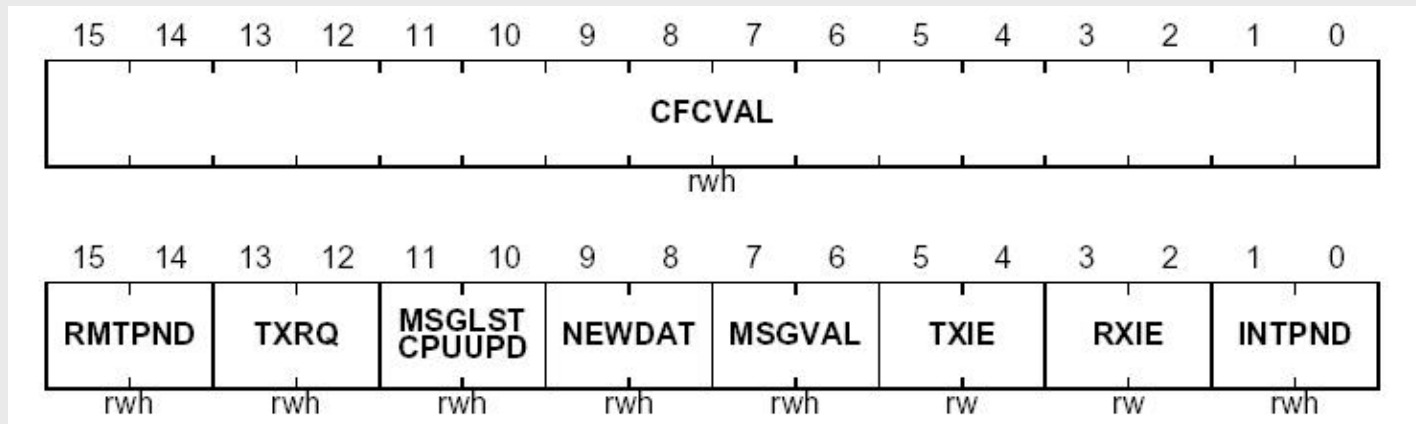 15 14 13 12 11 10 9 8 7 6 5 4 3 2 1 0
CFCVAL
rwh
15 14 13 12 11 10 9 8 7 6 5 4 3 2 1 0
RMTPND TXRQ MSGLST CPUUPD NEWDAT MSGVAL TXIE RXIE INTPND
rwh rwh rwh rwh rwh rw rw rwh